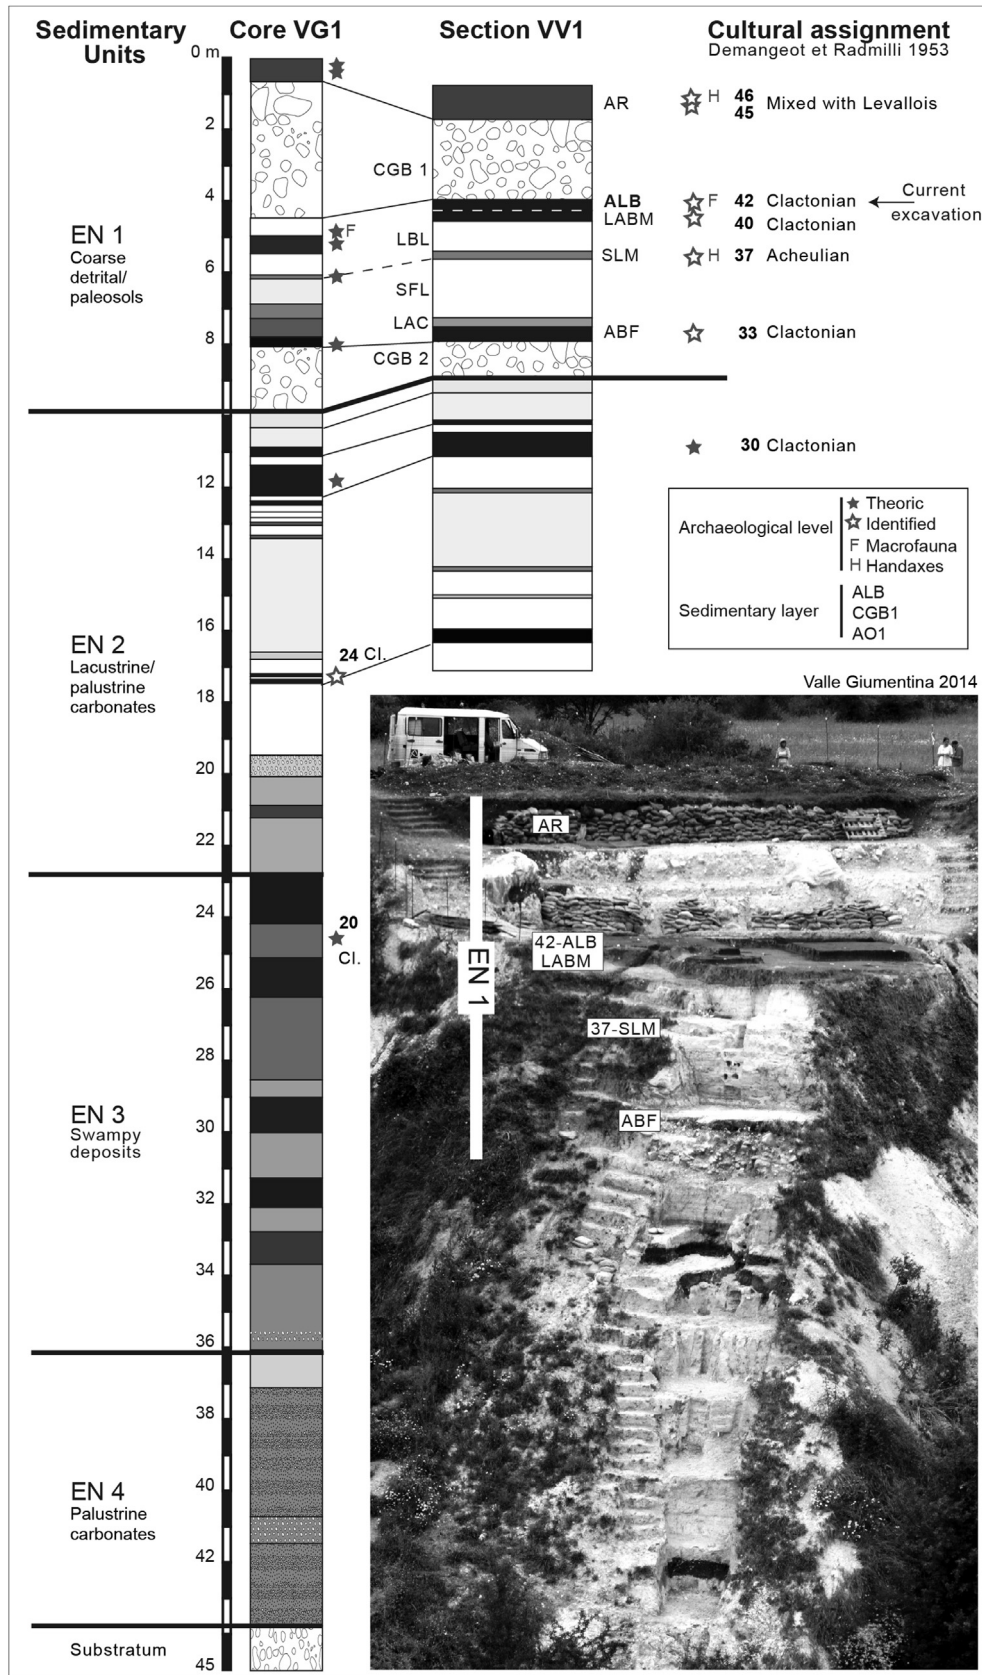 Sedimentary Units
Core VG1
Section VV1
Cultural assignment
Demangeot et Radmilli 1953
0 m
2
4
6
8
12
14
16
18
20
22
24
26
28
30
32
34
36
38
40
42
45
EN 1
Coarse
detrital/
paleosols
EN 2
Lacustrine/
palustrine
carbonates
EN 3
Swampy
deposits
EN 4
Palustrine
carbonates
Substratum
F
24 Cl.
20
Cl.
CGB 1
LBL
SFL
LAC
CGB 2
AR
ALB
LABM
SLM
ABF
H 46
45 Mixed with Levallois
F 42 Clactonian
40 Clactonian
Current
excavation
H 37 Acheulian
33 Clactonian
30 Clactonian
Archaeological level
Theoric
Identified
F Macrofauna
H Handaxes
Sedimentary layer
ALB
CGB1
AO1
Valle Giumentina 2014
AR
42-ALB
LABM
EN 1
37-SLM
ABF